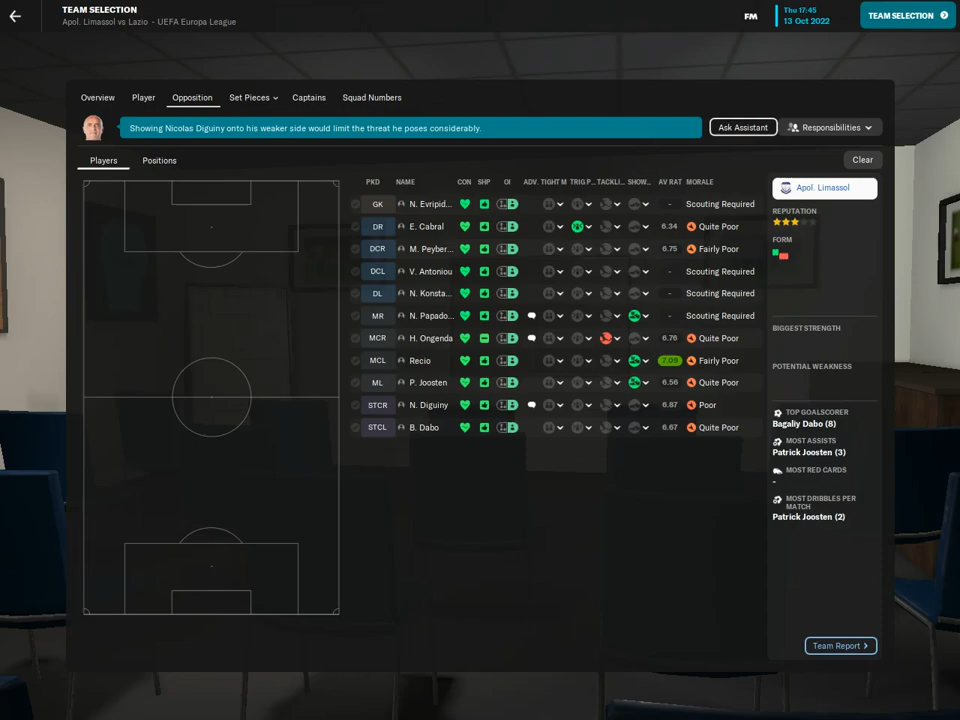 TEAM SELECTION
Apol. Limassol vs Lazio - UEFA Europa League
FM
Thu 17:45
13 Oct 2022
TEAM SELECTION
Overview Player Opposition Set Pieces Captains Squad Numbers
Showing Nicolas Diguiny onto his weaker side would limit the threat he poses considerably.
Ask Assistant
Responsibilities
Players Positions
Clear
PKD NAME CON SHP OI ADV. TIGHT M TRIG P... TACKLI... SHOW... AV RAT MORALE
GK N. Evripid... - Scouting Required
DR E. Cabral 6.34 Quite Poor
DCR M. Peyber... 6.75 Fairly Poor
DCL V. Antoniou - Scouting Required
DL N. Konsta... - Scouting Required
MR N. Papado... - Scouting Required
MCR H. Ongenda 6.76 Quite Poor
MCL Recio 7.09 Fairly Poor
ML P. Joosten 6.56 Quite Poor
STCR N. Diguiny 6.87 Poor
STCL B. Dabo 6.67 Quite Poor
Apol. Limassol
REPUTATION
FORM
BIGGEST STRENGTH
POTENTIAL WEAKNESS
TOP GOALSCORER
Bagaliy Dabo (8)
MOST ASSISTS
Patrick Joosten (3)
MOST RED CARDS
-
MOST DRIBBLES PER
MATCH
Patrick Joosten (2)
Team Report